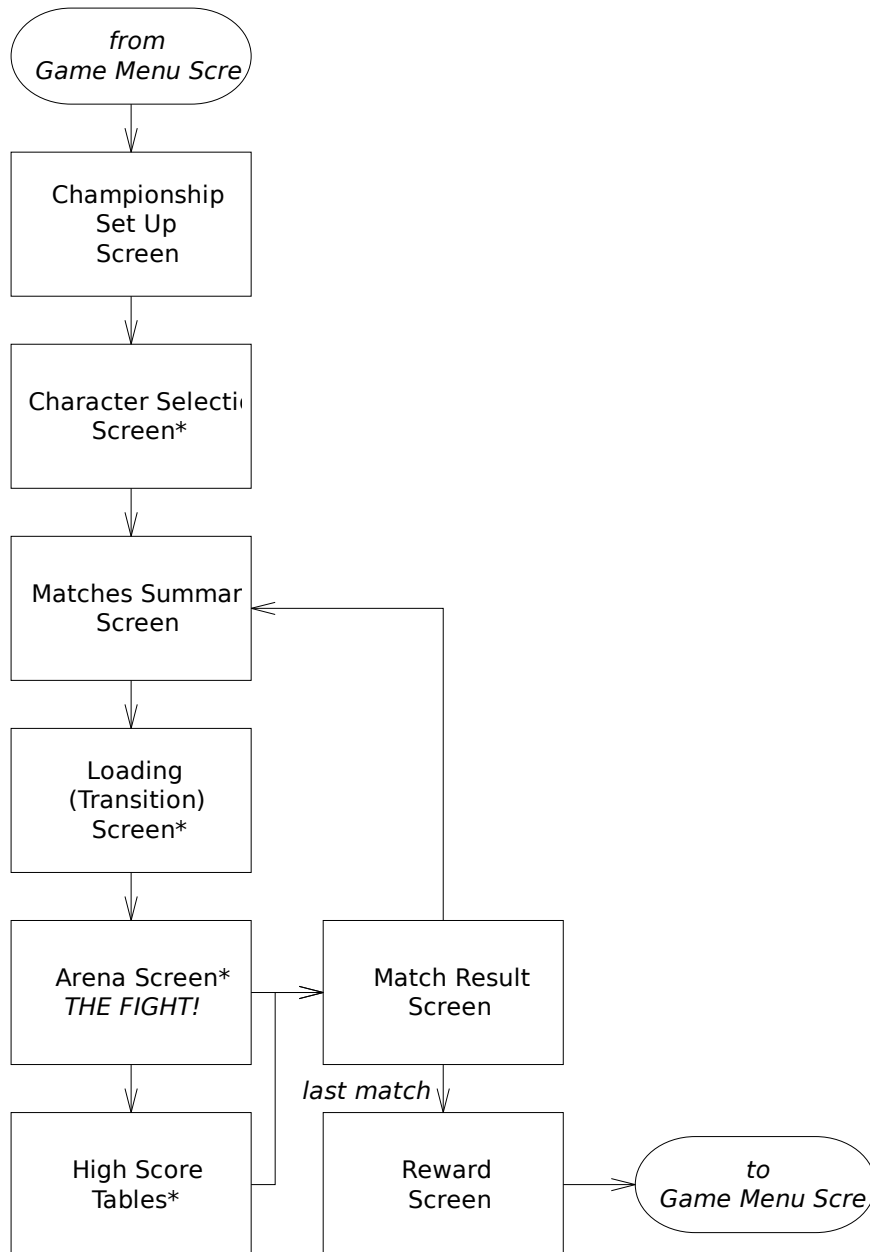 from
Game Menu Scre
Championship
Set Up
Screen
Character Selecti
Screen*
Matches Summar
Screen
Loading
(Transition)
Screen*
Arena Screen*
THE FIGHT!
Match Result
Screen
last match
High Score
Tables*
Reward
Screen
to
Game Menu Scre